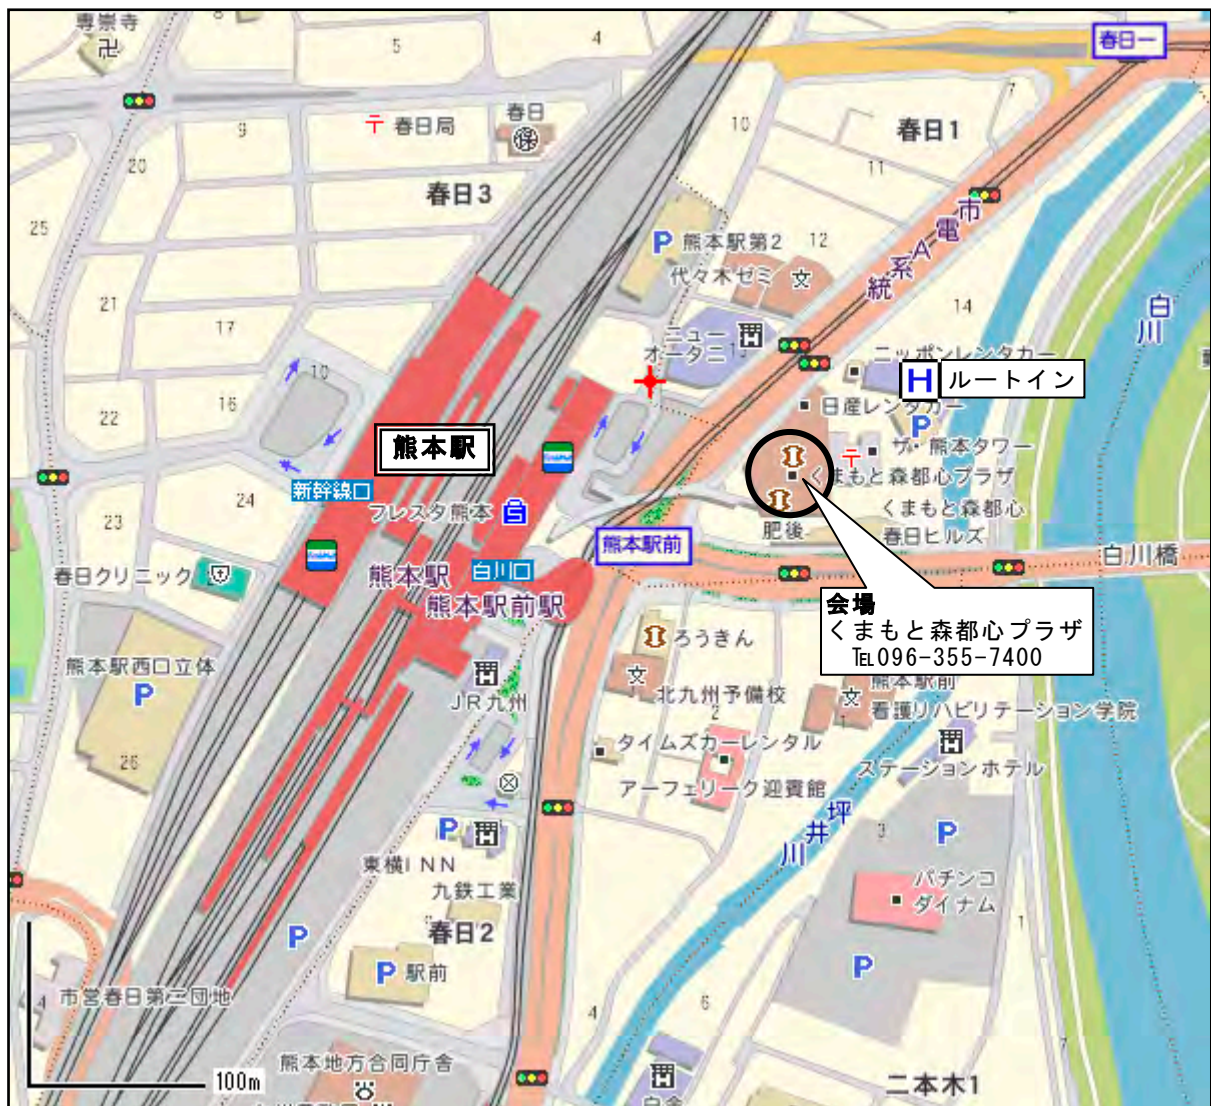 専崇寺
5
4
春日一
春日局
春日
9
20
10
7
春日1
11
春日3
25
市電A系統
熊本駅第2
12
代々木ゼミ
21
17
14
白川
ニュー
オータニ
13
ニッポンレンタカー
ルートイン
10
16
22
日産レンタカー
熊本駅
ザ・熊本タワー
くまもと森都心プラザ
新幹線口
24
23
フレスタ熊本
くまもと森都心
春日ヒルズ
肥後
熊本駅前
白川橋
春日クリニック
熊本駅
白川口
熊本駅前駅
会場
くまもと森都心プラザ
℡096-355-7400
ろうきん
熊本駅西口立体
JR九州
北九州予備校
2
熊本駅前
看護リハビリテーション学院
1
タイムズカーレンタル
ステーションホテル
26
アーフェリーク迎賓館
坪井川
3
東横INN
九鉄工業
パチンコ
ダイナム
春日2
1
駅前
市営春日第二団地
4
4
6
7
100m
熊本地方合同庁舎
二本木1